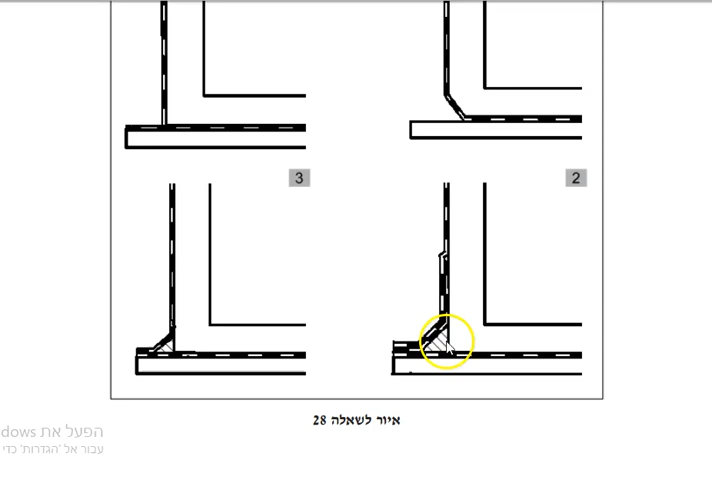 3
2
איור לשאלה 28
הפעל את dows
עבור אל 'הגדרות' כדי